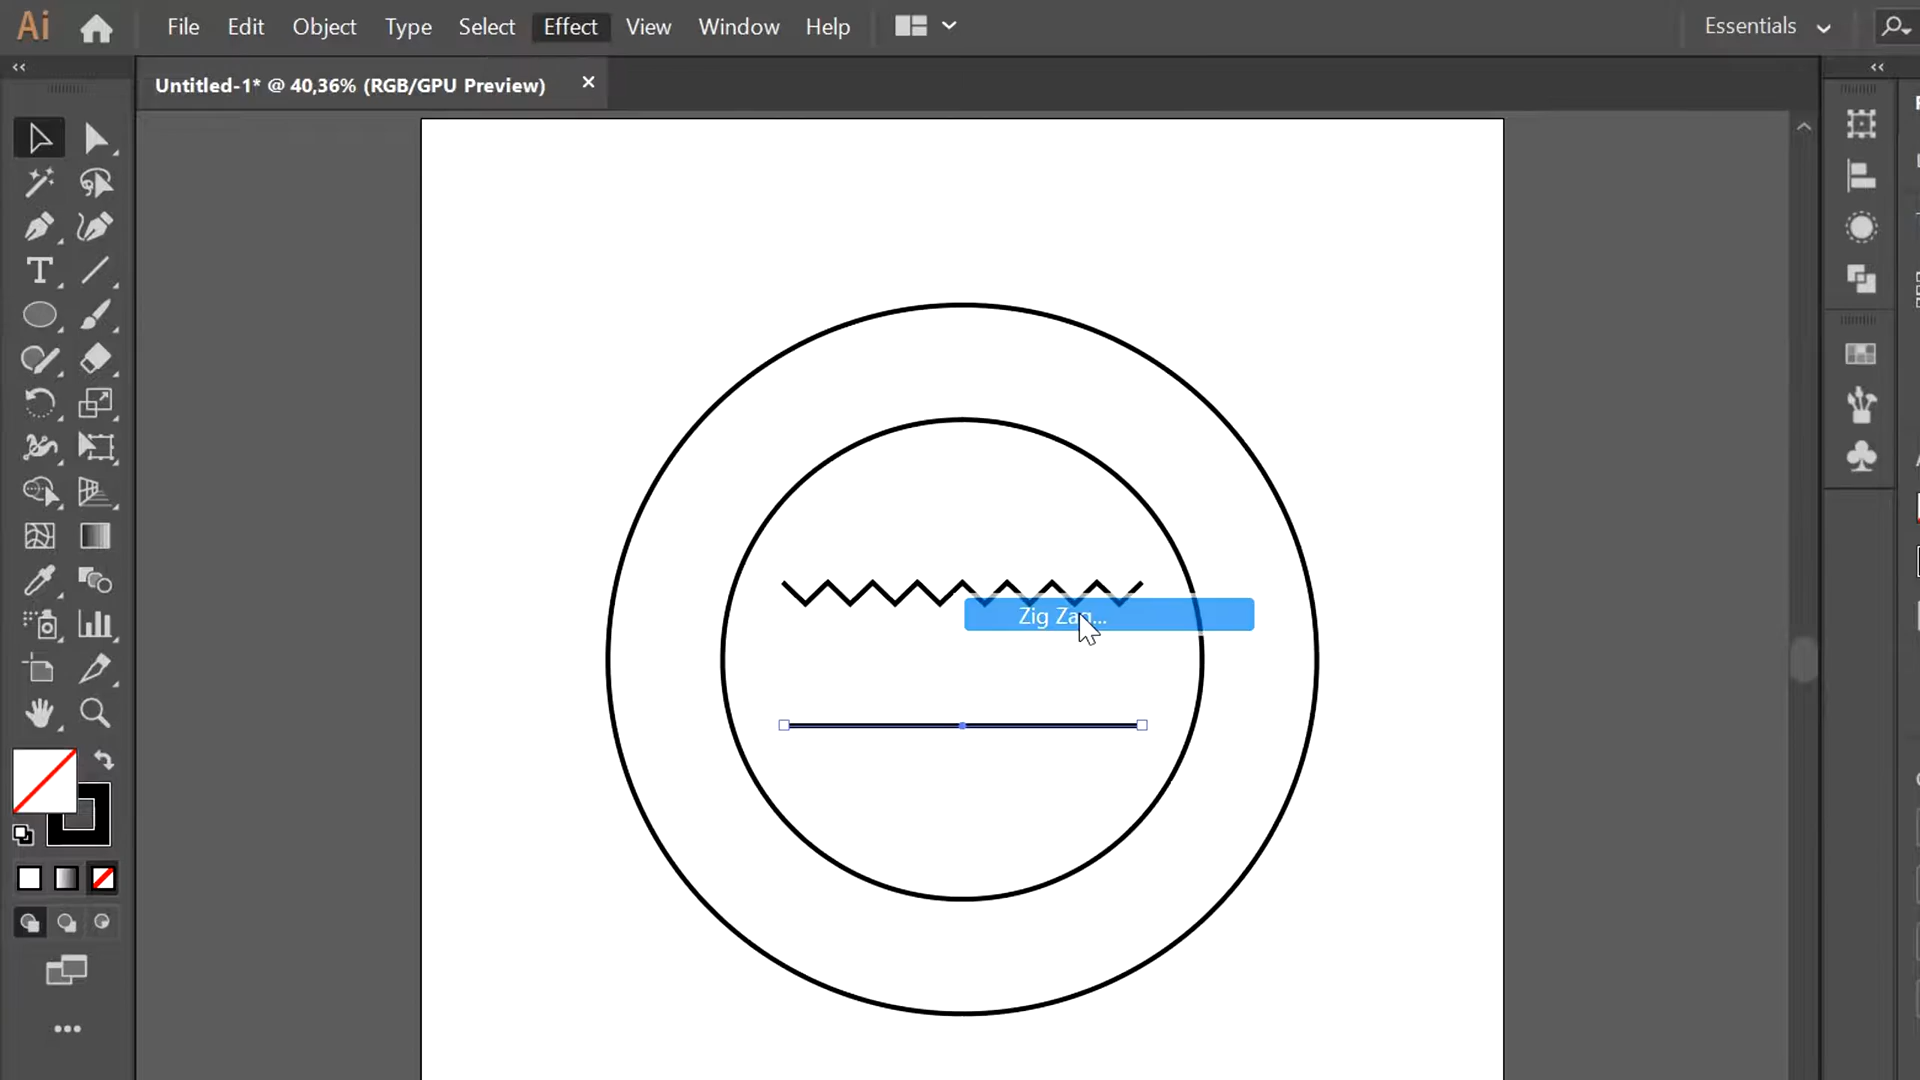 Ai File Edit Object Type Select Effect View Window Help Essentials
Untitled-1* @ 40,36% (RGB/GPU Preview) ×
T
Zig Zag...